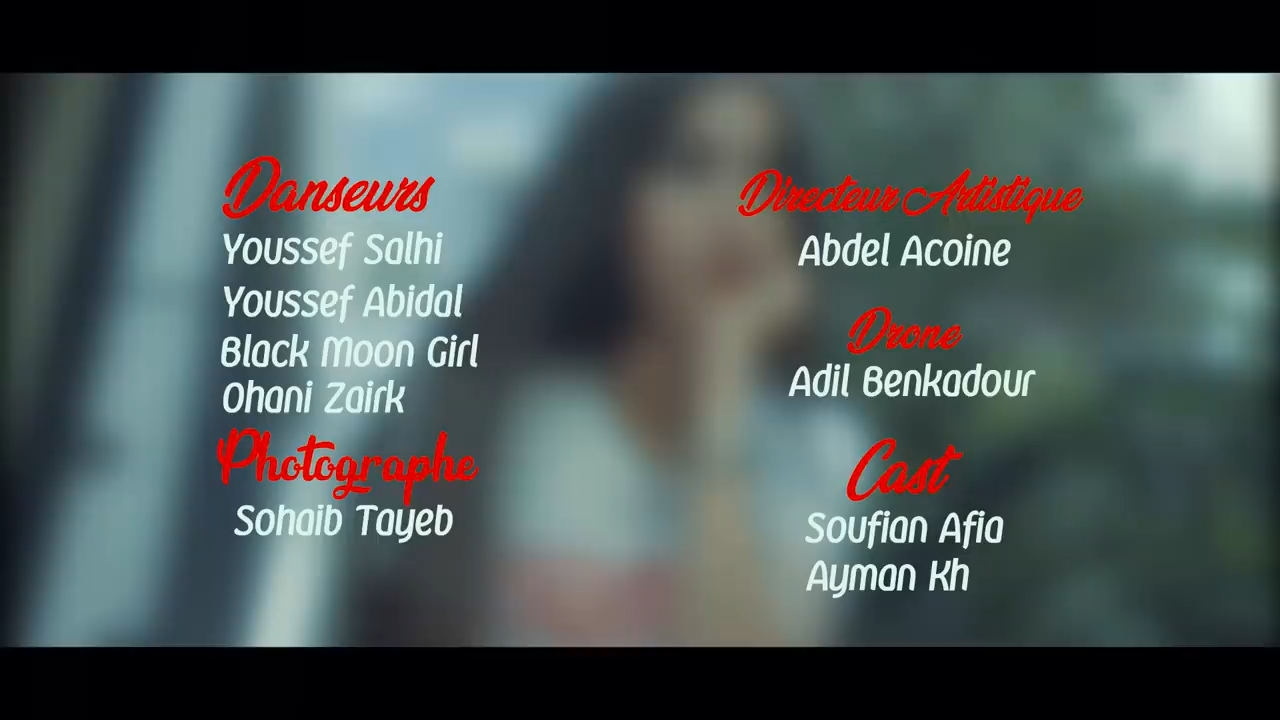 Danseurs
Youssef Salhi
Youssef Abidal
Black Moon Girl
Ohani Zairk
Photographe
Sohaib Tayeb
Directeur Artistique
Abdel Acoine
Drone
Adil Benkadour
Cast
Soufian Afia
Ayman Kh